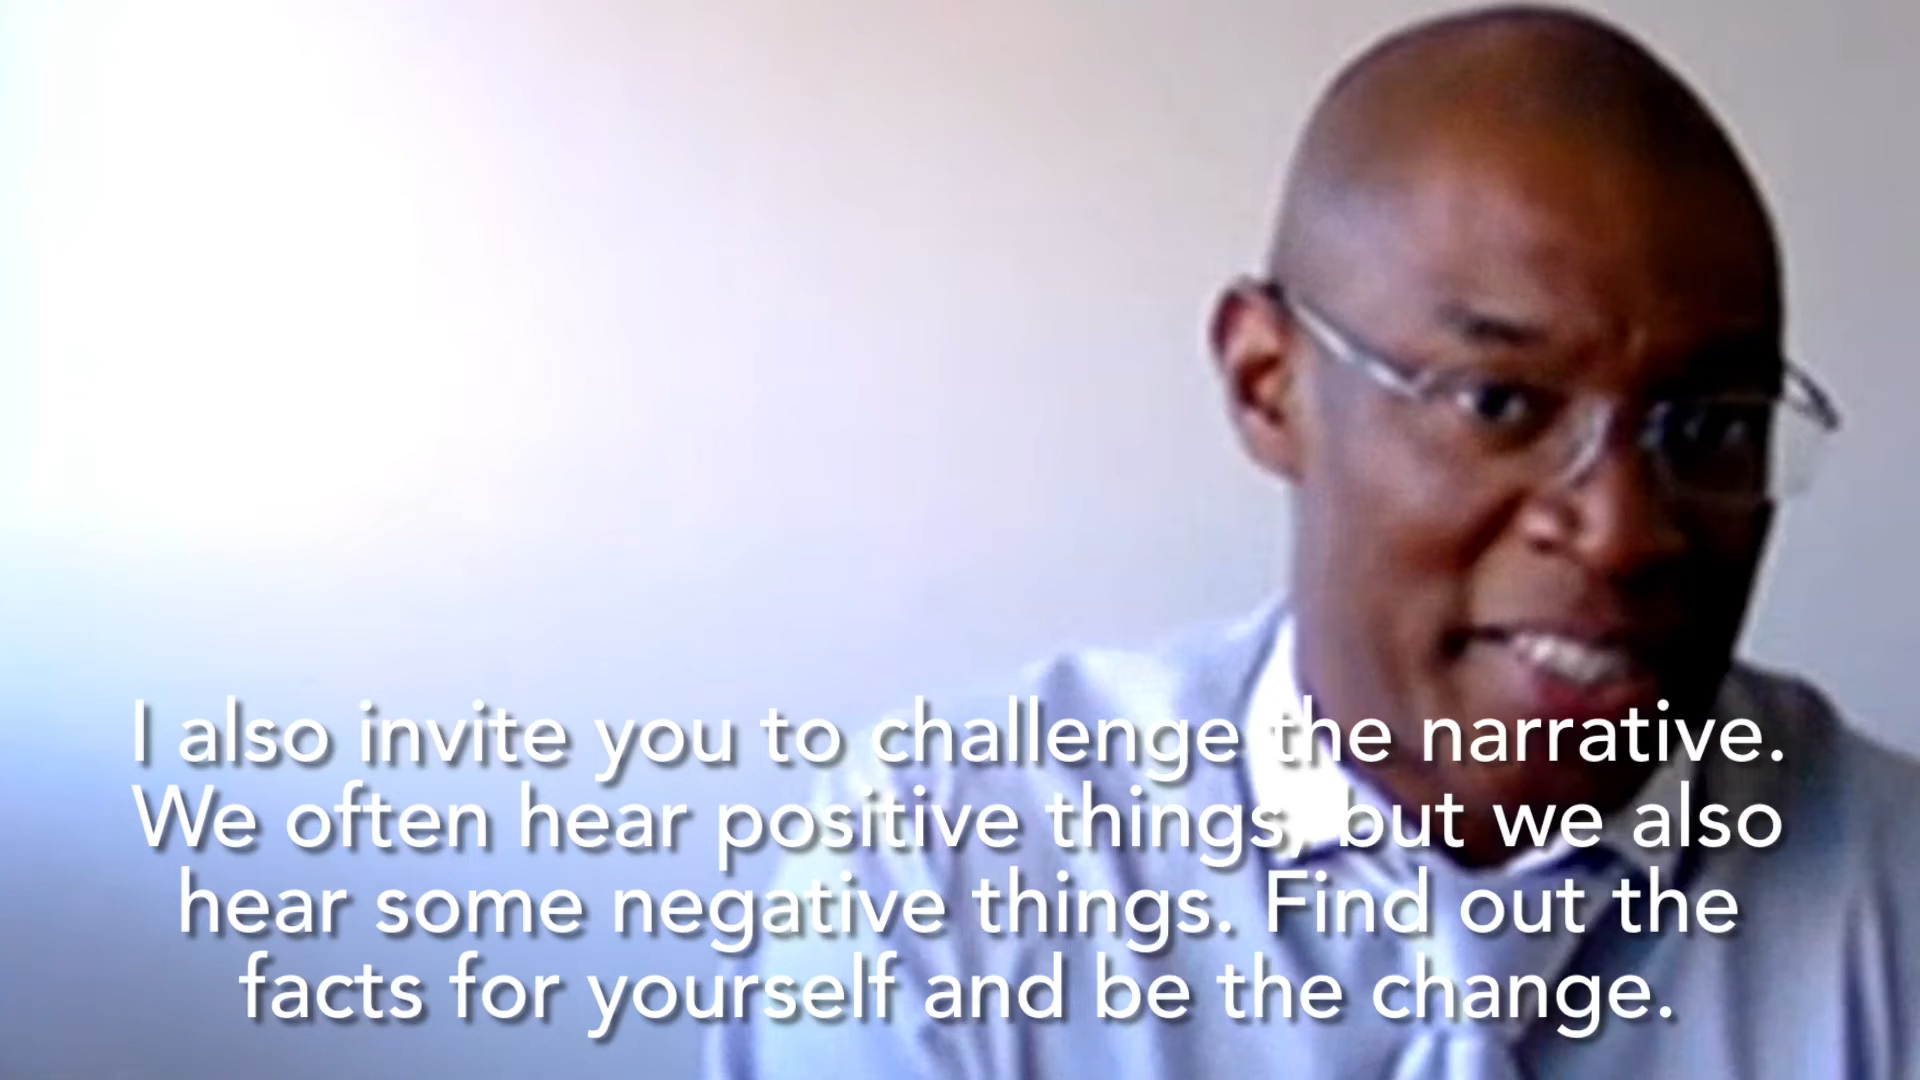 I also invite you to challenge the narrative.
We often hear positive things, but we also
hear some negative things. Find out the
facts for yourself and be the change.